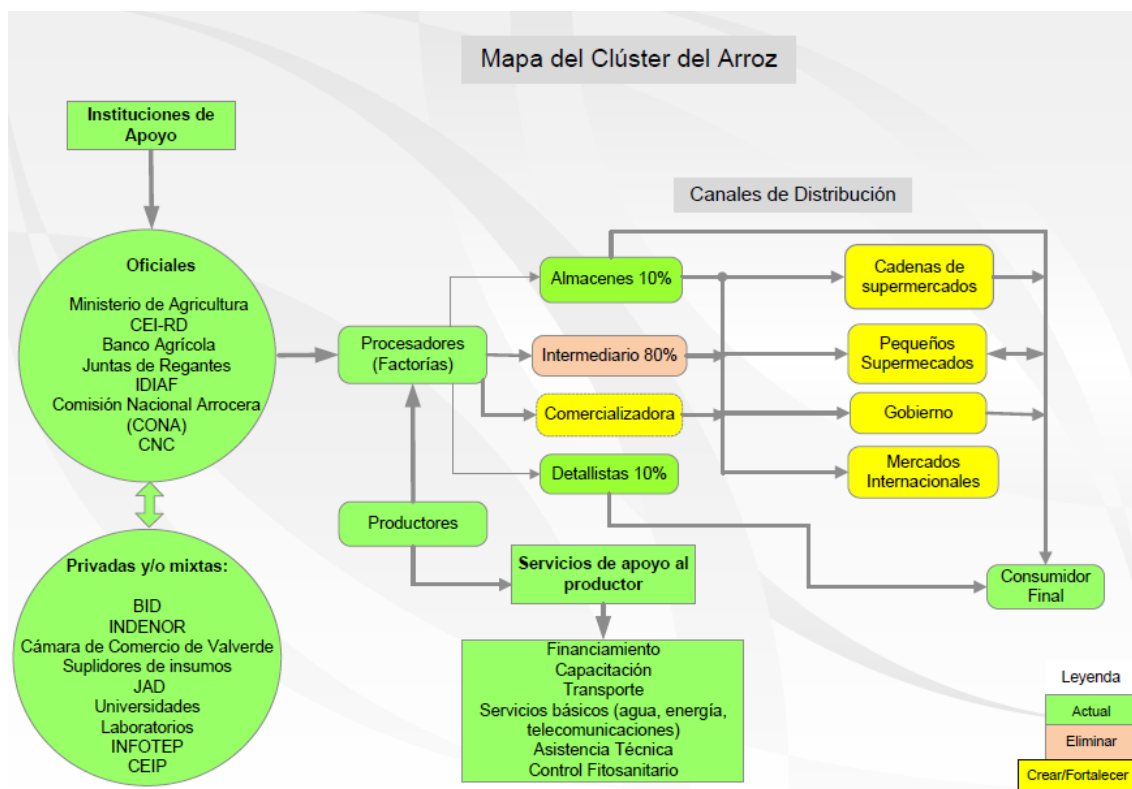 Mapa del Clúster del Arroz
Instituciones de
Apoyo
Canales de Distribución
Oficiales
Ministerio de Agricultura
CEI-RD
Banco Agrícola
Juntas de Regantes
IDIAF
Comisión Nacional Arrocera
(CONA)
CNC
Procesadores
(Factorías)
Almacenes 10%
Intermediario 80%
Comercializadora
Detallistas 10%
Cadenas de
supermercados
Pequeños
Supermecados
Gobierno
Mercados
Internacionales
Productores
Servicios de apoyo al
productor
Consumidor
Final
Privadas y/o mixtas:
BID
INDENOR
Cámara de Comercio de Valverde
Suplidores de insumos
JAD
Universidades
Laboratorios
INFOTEP
CEIP
Financiamiento
Capacitación
Transporte
Servicios básicos (agua, energía,
telecomunicaciones)
Asistencia Técnica
Control Fitosanitario
Leyenda
Actual
Eliminar
Crear/Fortalecer